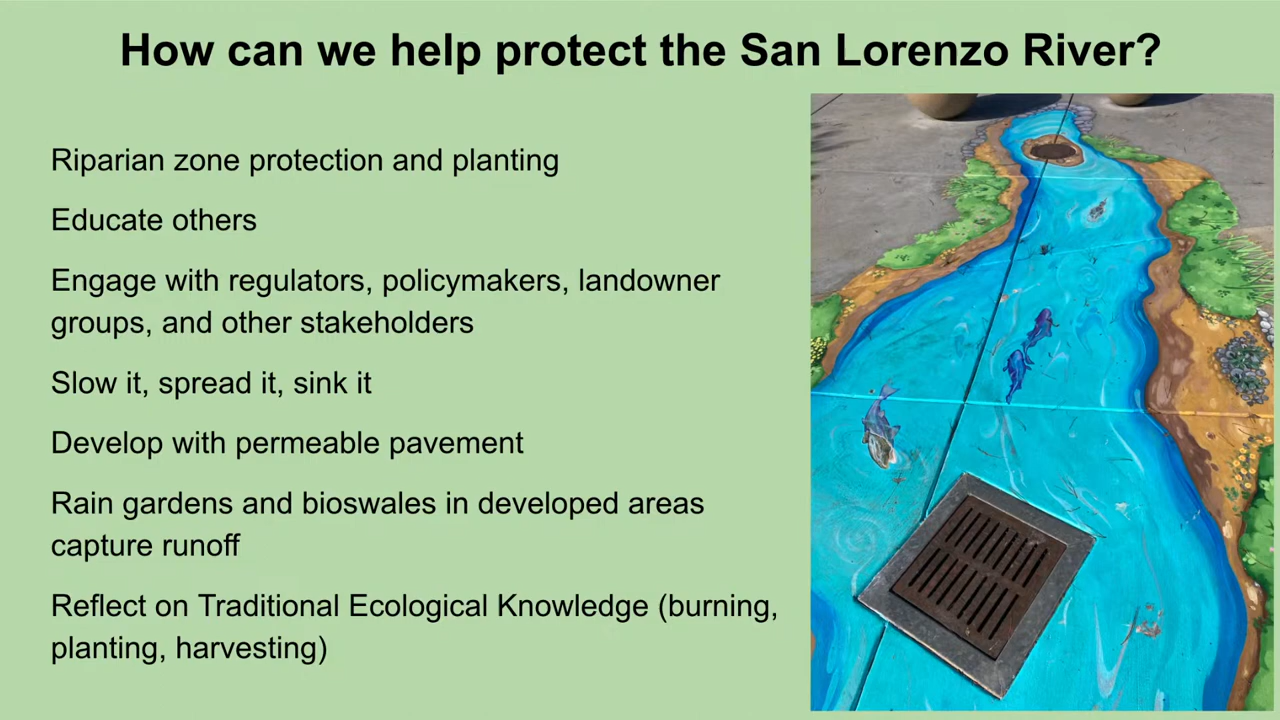 How can we help protect the San Lorenzo River?
Riparian zone protection and planting
Educate others
Engage with regulators, policymakers, landowner
groups, and other stakeholders
Slow it, spread it, sink it
Develop with permeable pavement
Rain gardens and bioswales in developed areas
capture runoff
Reflect on Traditional Ecological Knowledge (burning,
planting, harvesting)